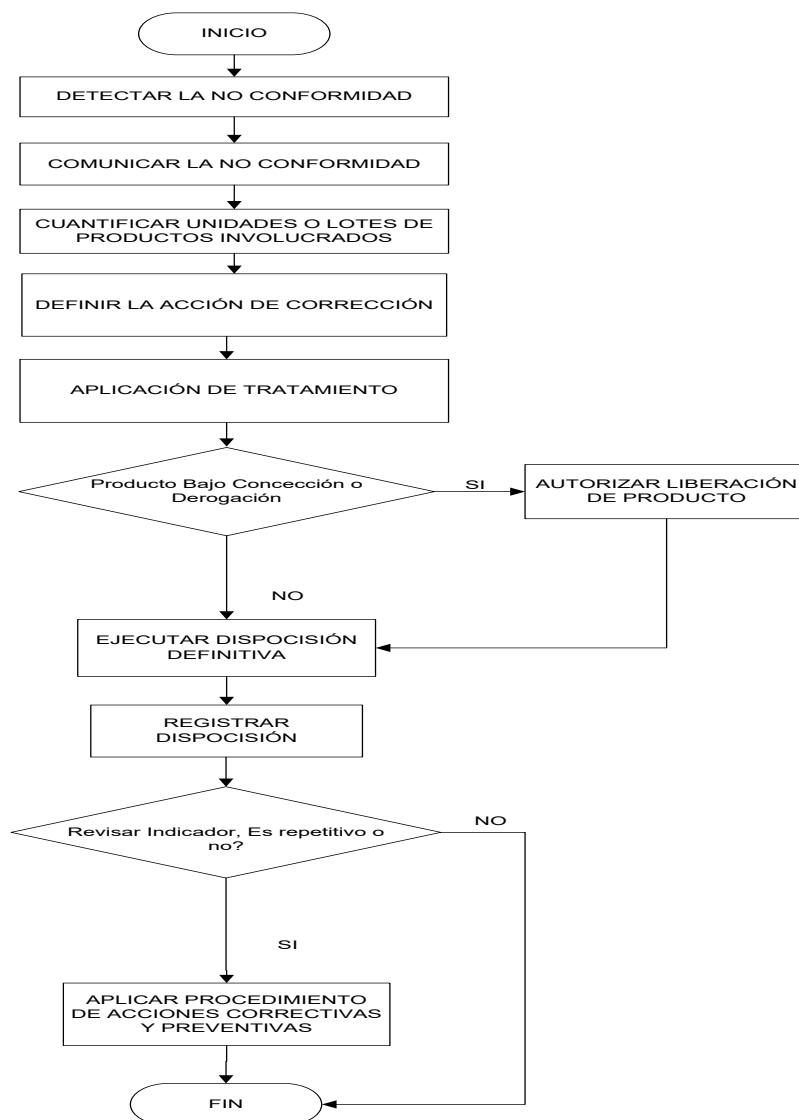 INICIO
DETECTAR LA NO CONFORMIDAD
COMUNICAR LA NO CONFORMIDAD
CUANTIFICAR UNIDADES O LOTES DE
PRODUCTOS INVOLUCRADOS
DEFINIR LA ACCIÓN DE CORRECCIÓN
APLICACIÓN DE TRATAMIENTO
Producto Bajo Concección o
Derogación
SI
AUTORIZAR LIBERACIÓN
DE PRODUCTO
NO
EJECUTAR DISPOCISIÓN
DEFINITIVA
REGISTRAR
DISPOCISIÓN
Revisar Indicador, Es repetitivo o
no?
NO
SI
APLICAR PROCEDIMIENTO
DE ACCIONES CORRECTIVAS
Y PREVENTIVAS
FIN